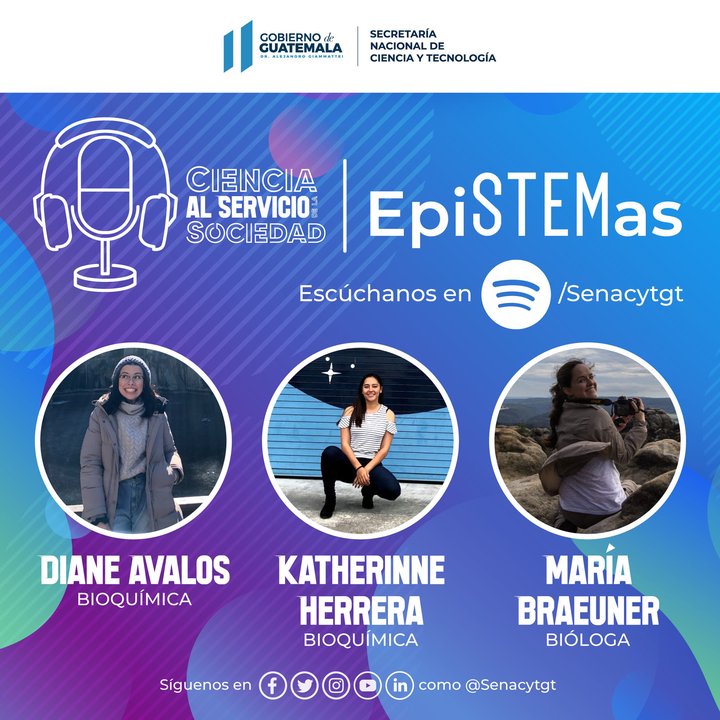 GOBIERNO de
GUATEMALA
DR. ALEJANDRO GIAMMATTEI
SECRETARÍA
NACIONAL DE
CIENCIA Y TECNOLOGÍA
CIENCIA
AL SERVICIO DE LA
SOCIEDAD
EpiSTEMas
Escúchanos en /Senacytgt
DIANE AVALOS
BIOQUÍMICA
KATHERINNE
HERRERA
BIOQUÍMICA
MARÍA
BRAEUNER
BIÓLOGA
Síguenos en como @Senacytgt